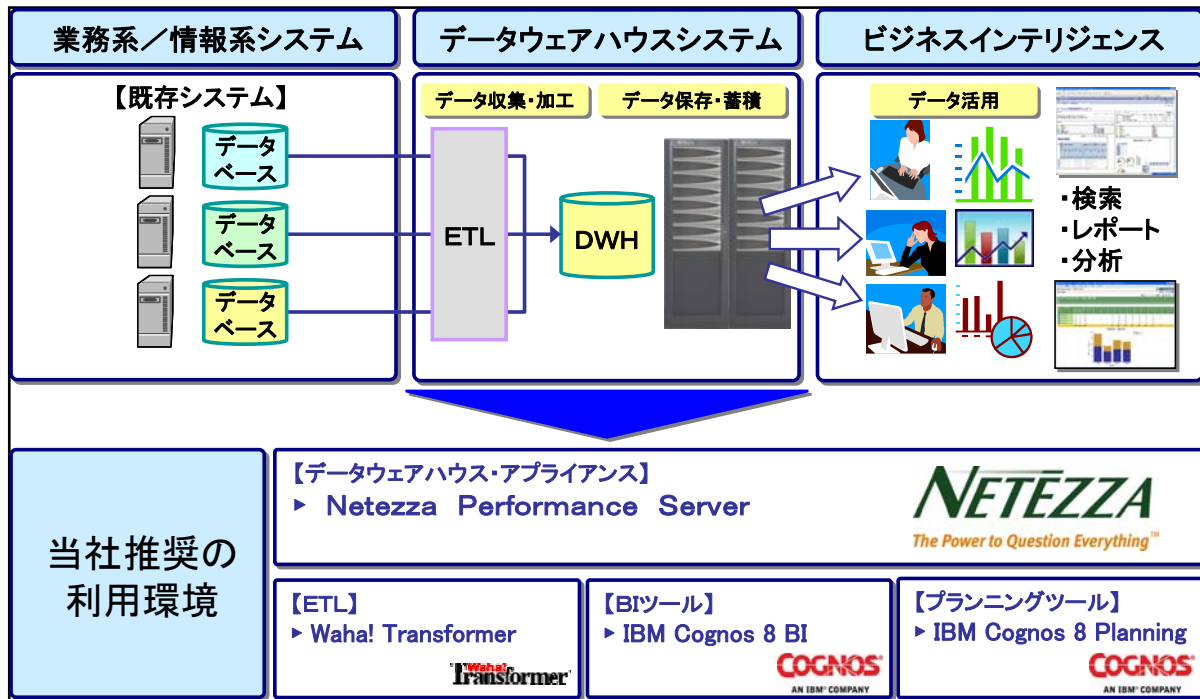 業務系／情報系システム
データウェアハウスシステム
ビジネスインテリジェンス
【既存システム】
データ
ベース
データ
ベース
データ
ベース
データ収集・加工
データ保存・蓄積
ETL
DWH
データ活用
・検索
・レポート
・分析
当社推奨の
利用環境
【データウェアハウス・アプライアンス】
Netezza Performance Server
NETEZZA
The Power to Question Everything™
【ETL】
Waha! Transformer
Waha!
Transformer
【BIツール】
IBM Cognos 8 BI
COGNOS®
AN IBM® COMPANY
【プランニングツール】
IBM Cognos 8 Planning
COGNOS®
AN IBM® COMPANY